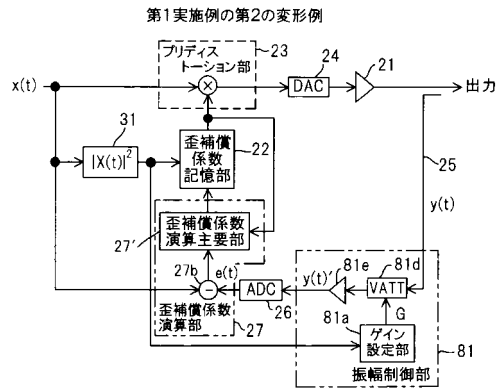 第1実施例の第2の変形例
プリディス
トーション部
23
24
21
x(t)
×
DAC
出力
31
|X(t)|²
歪補償
係数
記憶部
22
25
y(t)
歪補償係数
演算主要部
27′
27b
e(t)
−
ADC
26
y(t)′
81e
81d
VATT
G
81a
ゲイン
設定部
81
歪補償係数
演算部
27
振幅制御部